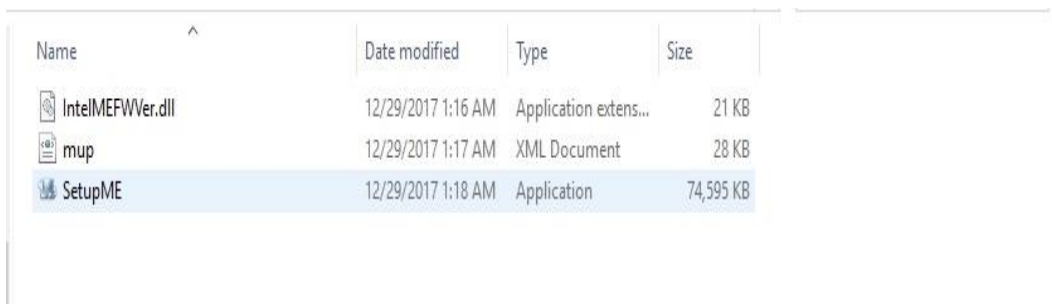 Name Date modified Type Size
IntelMEFWVer.dll 12/29/2017 1:16 AM Application extens... 21 KB
mup 12/29/2017 1:17 AM XML Document 28 KB
SetupME 12/29/2017 1:18 AM Application 74,595 KB